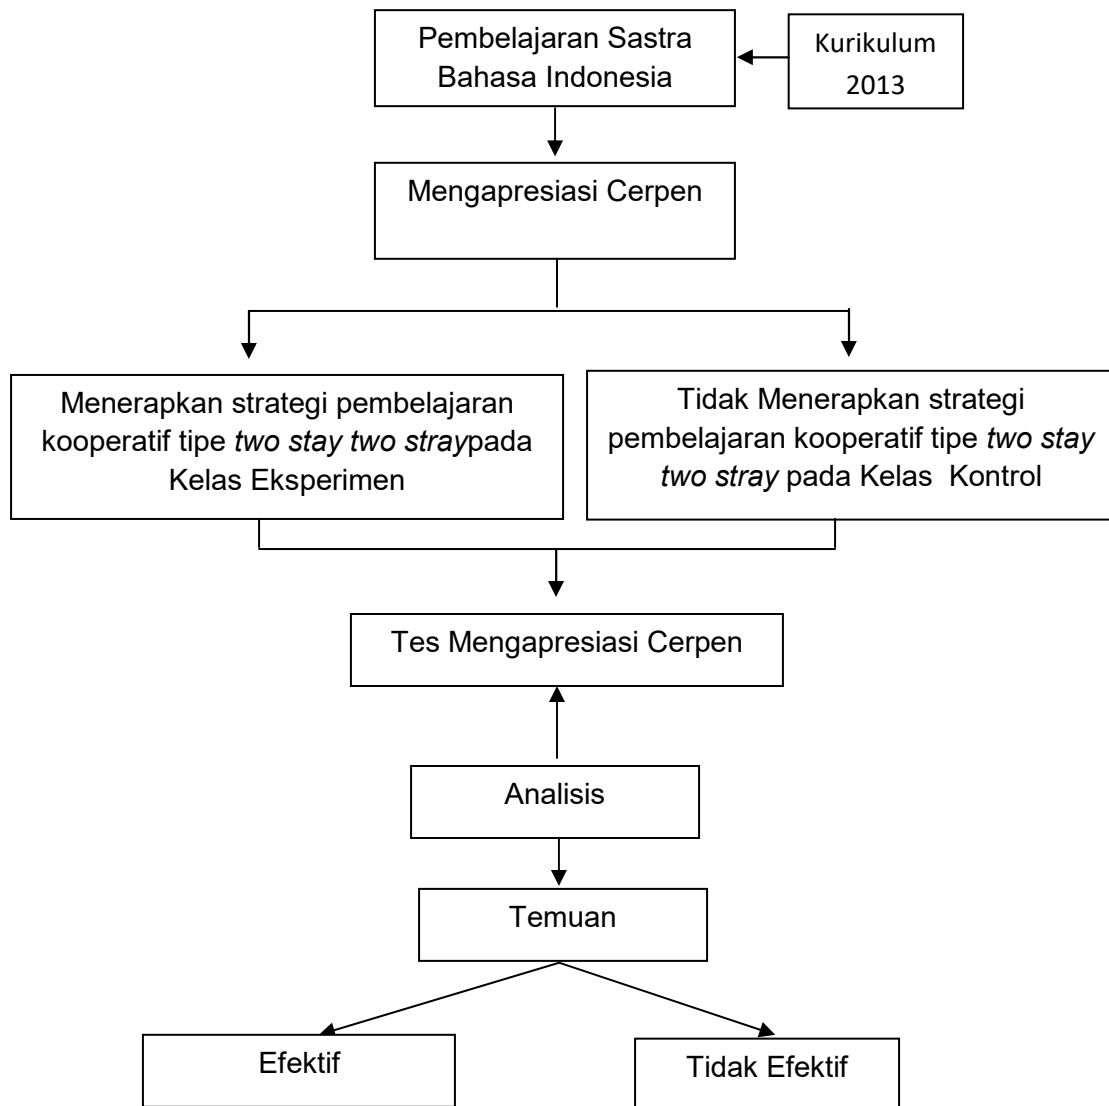 Pembelajaran Sastra
Bahasa Indonesia
Kurikulum
2013
Mengapresiasi Cerpen
Menerapkan strategi pembelajaran
kooperatif tipe two stay two straypada
Kelas Eksperimen
Tidak Menerapkan strategi
pembelajaran kooperatif tipe two stay
two stray pada Kelas  Kontrol
Tes Mengapresiasi Cerpen
Analisis
Temuan
Efektif
Tidak Efektif